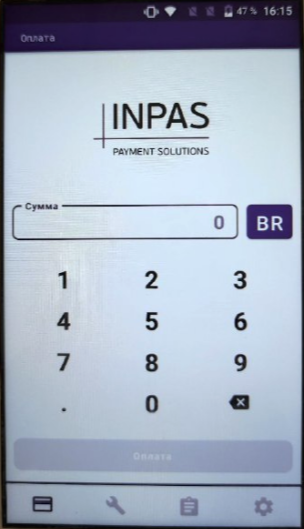 47 % 16:15
Оплата
INPAS
PAYMENT SOLUTIONS
Сумма
0 BR
1 2 3
4 5 6
7 8 9
. 0
Оплата